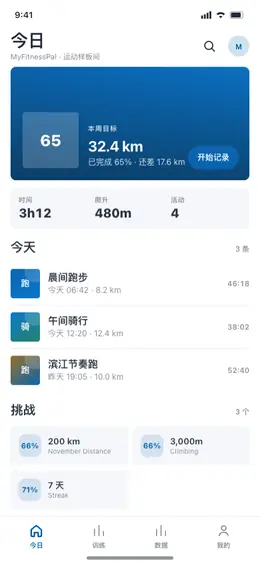 9:41
今日
MyFitnessPal · 运动样板间
M
65
本周目标
32.4 km
已完成 65% · 还差 17.6 km
开始记录
时间
爬升
活动
3h12
480m
4
今天
3 条
跑
晨间跑步
今天 06:42 · 8.2 km
46:18
骑
午间骑行
今天 12:20 · 12.4 km
38:02
跑
滨江节奏跑
昨天 19:05 · 10.0 km
52:40
挑战
3 个
66%
200 km
November Distance
66%
3,000m
Climbing
71%
7 天
Streak
今日
训练
数据
我的